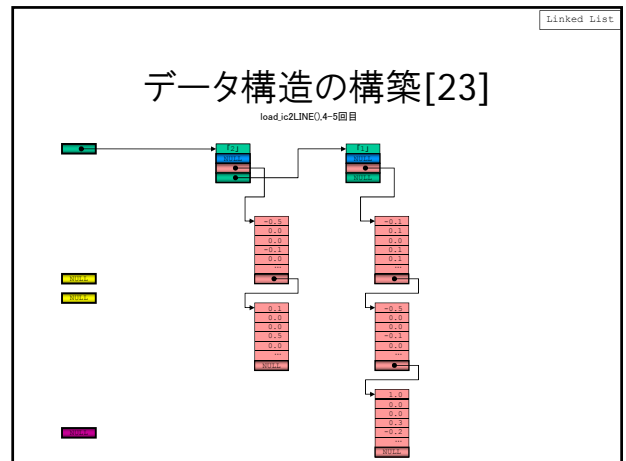 Linked List
データ構造の構築[23]
load_ic2LINE(),4-5回目
「2」
NULL
「1」
NULL
NULL
-0.5
0.0
0.0
-0.1
0.0
…
-0.1
0.1
0.0
0.1
0.1
…
NULL
NULL
0.1
0.0
0.0
0.5
0.0
…
NULL
-0.5
0.0
0.0
-0.1
0.0
…
1.0
0.0
0.0
0.3
-0.2
…
NULL
NULL